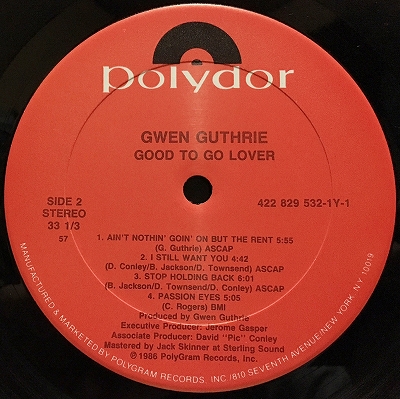 polydor
GWEN GUTHRIE
GOOD TO GO LOVER
SIDE 2
STEREO
33 1/3
57
422 829 532-1Y-1
1. AIN'T NOTHIN' GOIN' ON BUT THE RENT 5:55
(G. Guthrie) ASCAP
2. I STILL WANT YOU 4:42
(D. Conley/B. Jackson/D. Townsend) ASCAP
3. STOP HOLDING BACK 6:01
(B. Jackson/D. Townsend/D. Conley) ASCAP
4. PASSION EYES 5:05
(C. Rogers) BMI
Produced by Gwen Guthrie
Executive Producer: Jerome Gasper
Associate Producer: David "Pic" Conley
Mastered by Jack Skinner at Sterling Sound
℗ 1986 PolyGram Records, Inc.
MANUFACTURED & MARKETED BY POLYGRAM RECORDS, INC./810 SEVENTH AVENUE/NEW YORK, NY 10019